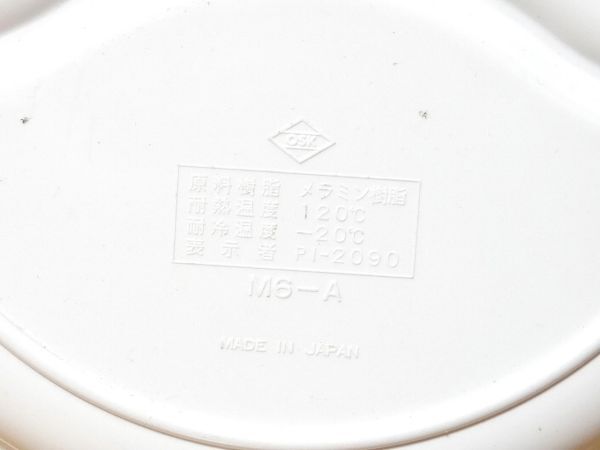 OSK
原料樹脂 メラミン樹脂
耐熱温度 120℃
耐冷温度 -20℃
表示者 PI-2090
M6-A
MADE IN JAPAN